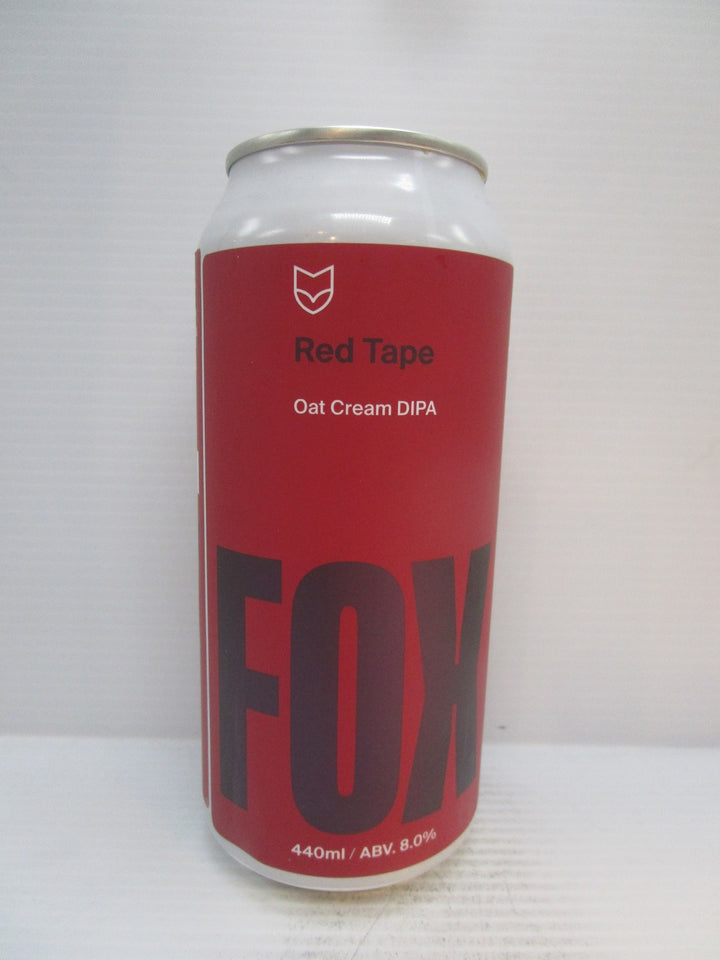 Red Tape
Oat Cream DIPA
FOX
440ml / ABV. 8.0%